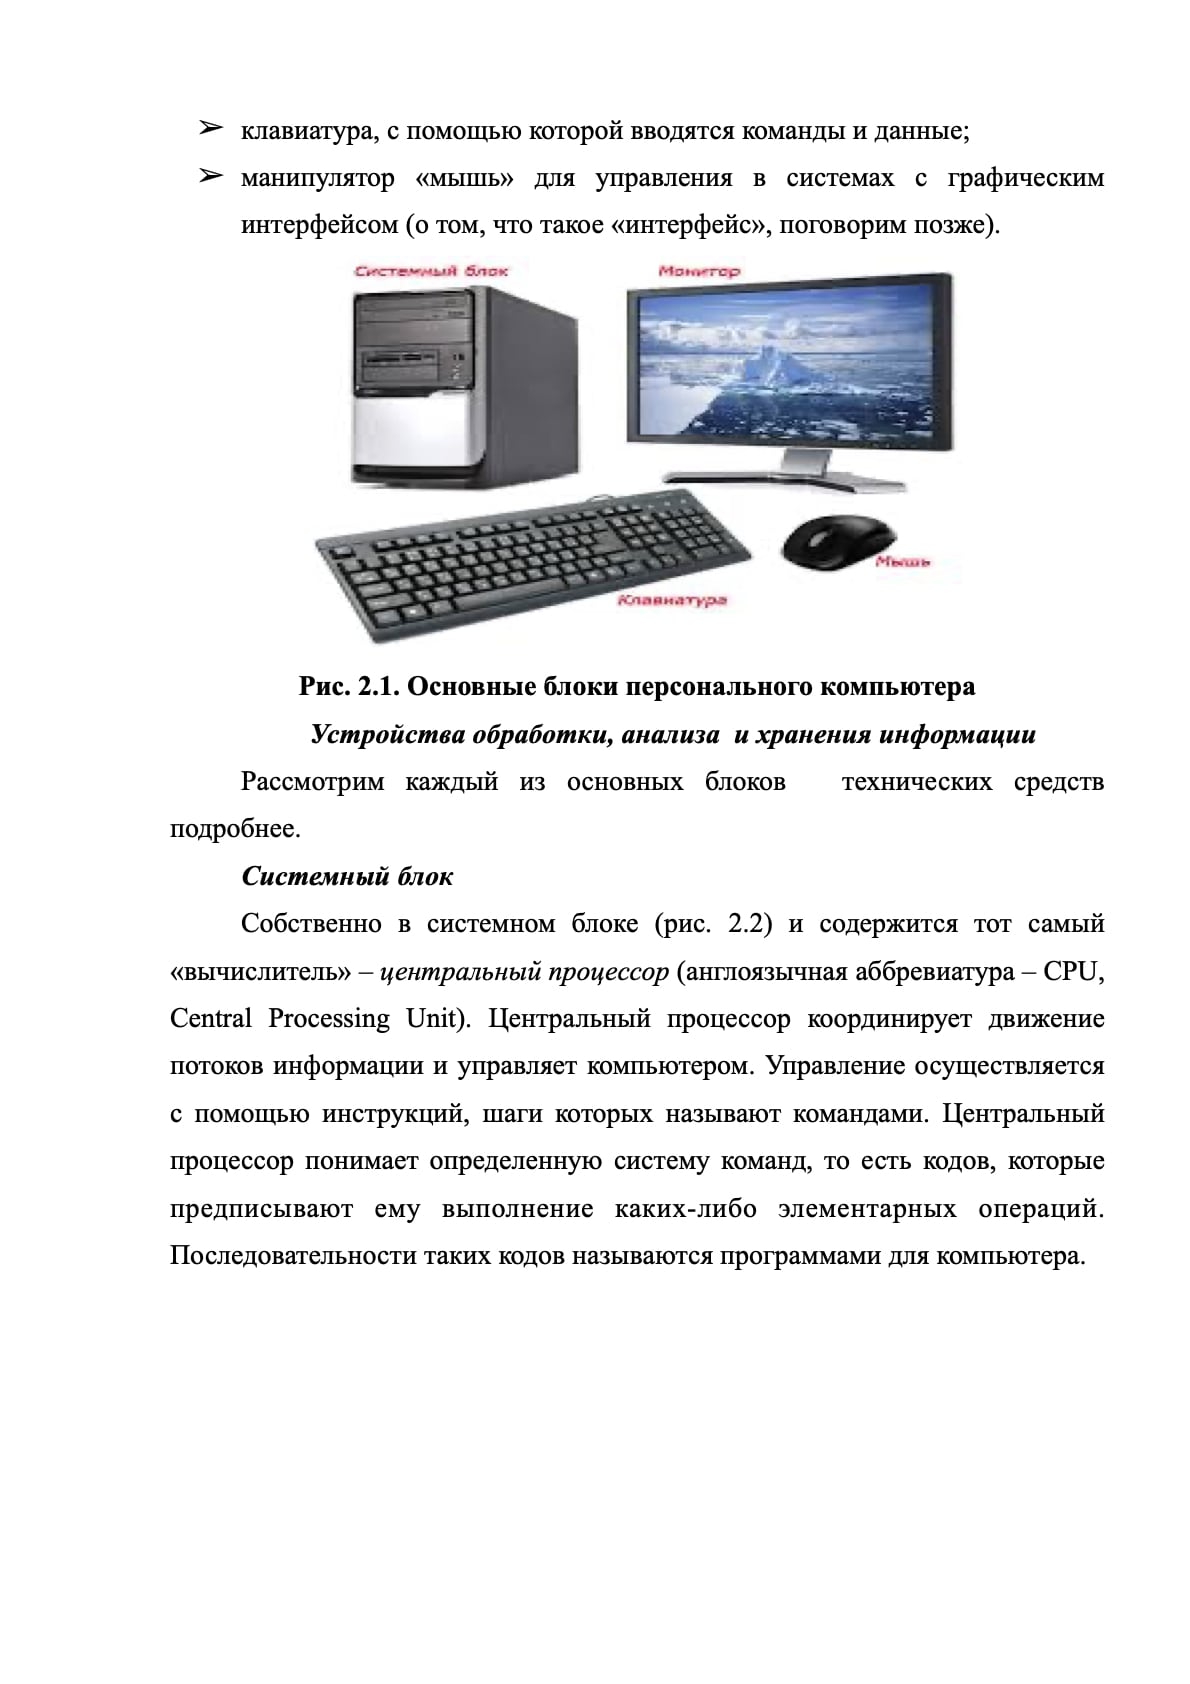 ➢ клавиатура, с помощью которой вводятся команды и данные;
➢ манипулятор «мышь» для управления в системах с графическим
интерфейсом (о том, что такое «интерфейс», поговорим позже).
Системный блок
Монитор
Мышь
Клавиатура
Рис. 2.1. Основные блоки персонального компьютера
Устройства обработки, анализа и хранения информации
Рассмотрим каждый из основных блоков технических средств
подробнее.
Системный блок
Собственно в системном блоке (рис. 2.2) и содержится тот самый
«вычислитель» – центральный процессор (англоязычная аббревиатура – CPU,
Central Processing Unit). Центральный процессор координирует движение
потоков информации и управляет компьютером. Управление осуществляется
с помощью инструкций, шаги которых называют командами. Центральный
процессор понимает определенную систему команд, то есть кодов, которые
предписывают ему выполнение каких-либо элементарных операций.
Последовательности таких кодов называются программами для компьютера.